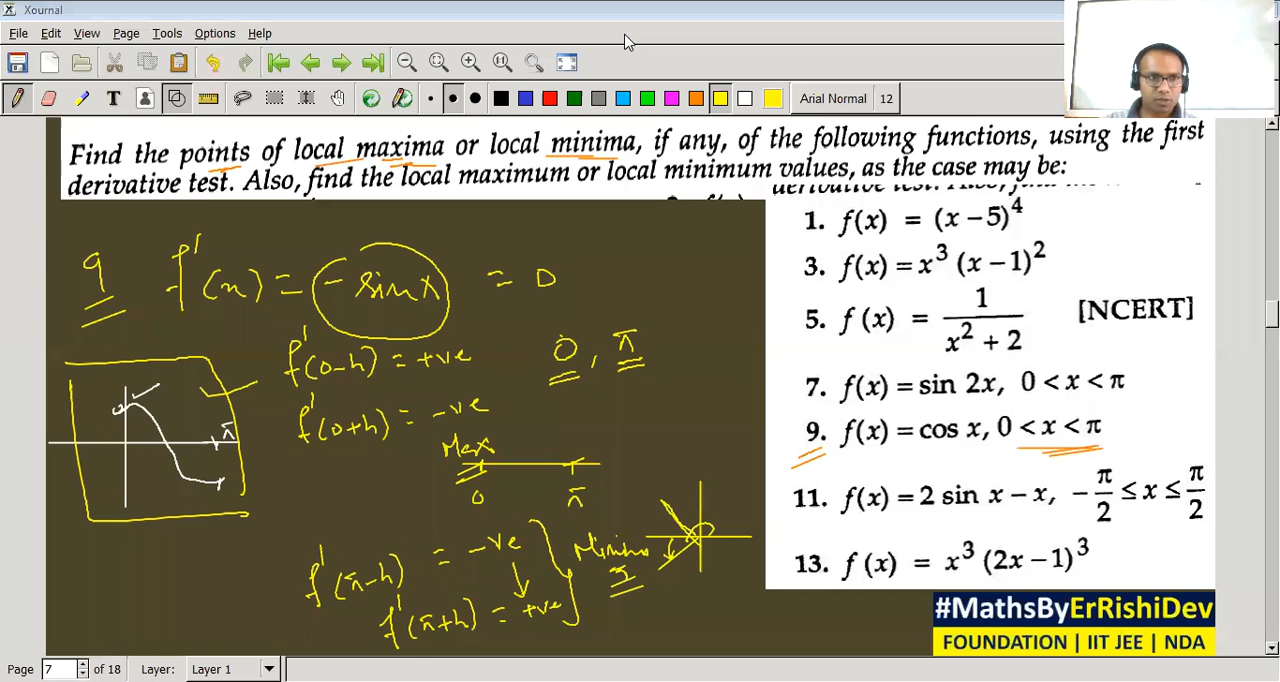 Xournal
File Edit View Page Tools Options Help
Arial Normal 12
Find the points of local maxima or local minima, if any, of the following functions, using the first
derivative test. Also, find the local maximum or local minimum values, as the case may be:
1. f(x) = (x – 5)⁴
3. f(x) = x³ (x – 1)²
5. f (x) = 1 / (x² + 2) [NCERT]
7. f(x) = sin 2x, 0 < x < π
9. f(x) = cos x, 0 < x < π
11. f(x) = 2 sin x – x, – π/2 ≤ x ≤ π/2
13. f (x) = x³ (2x – 1)³
9 f'(x) = - sin x = 0
f'(0-h) = +ve 0, π
f'(0+h) = -ve
π
Max
0 π
f'(π-h) = -ve
Minima
f'(π+h) = +ve
π
#MathsByErRishiDev
FOUNDATION | IIT JEE | NDA
Page 7 of 18 Layer: Layer 1